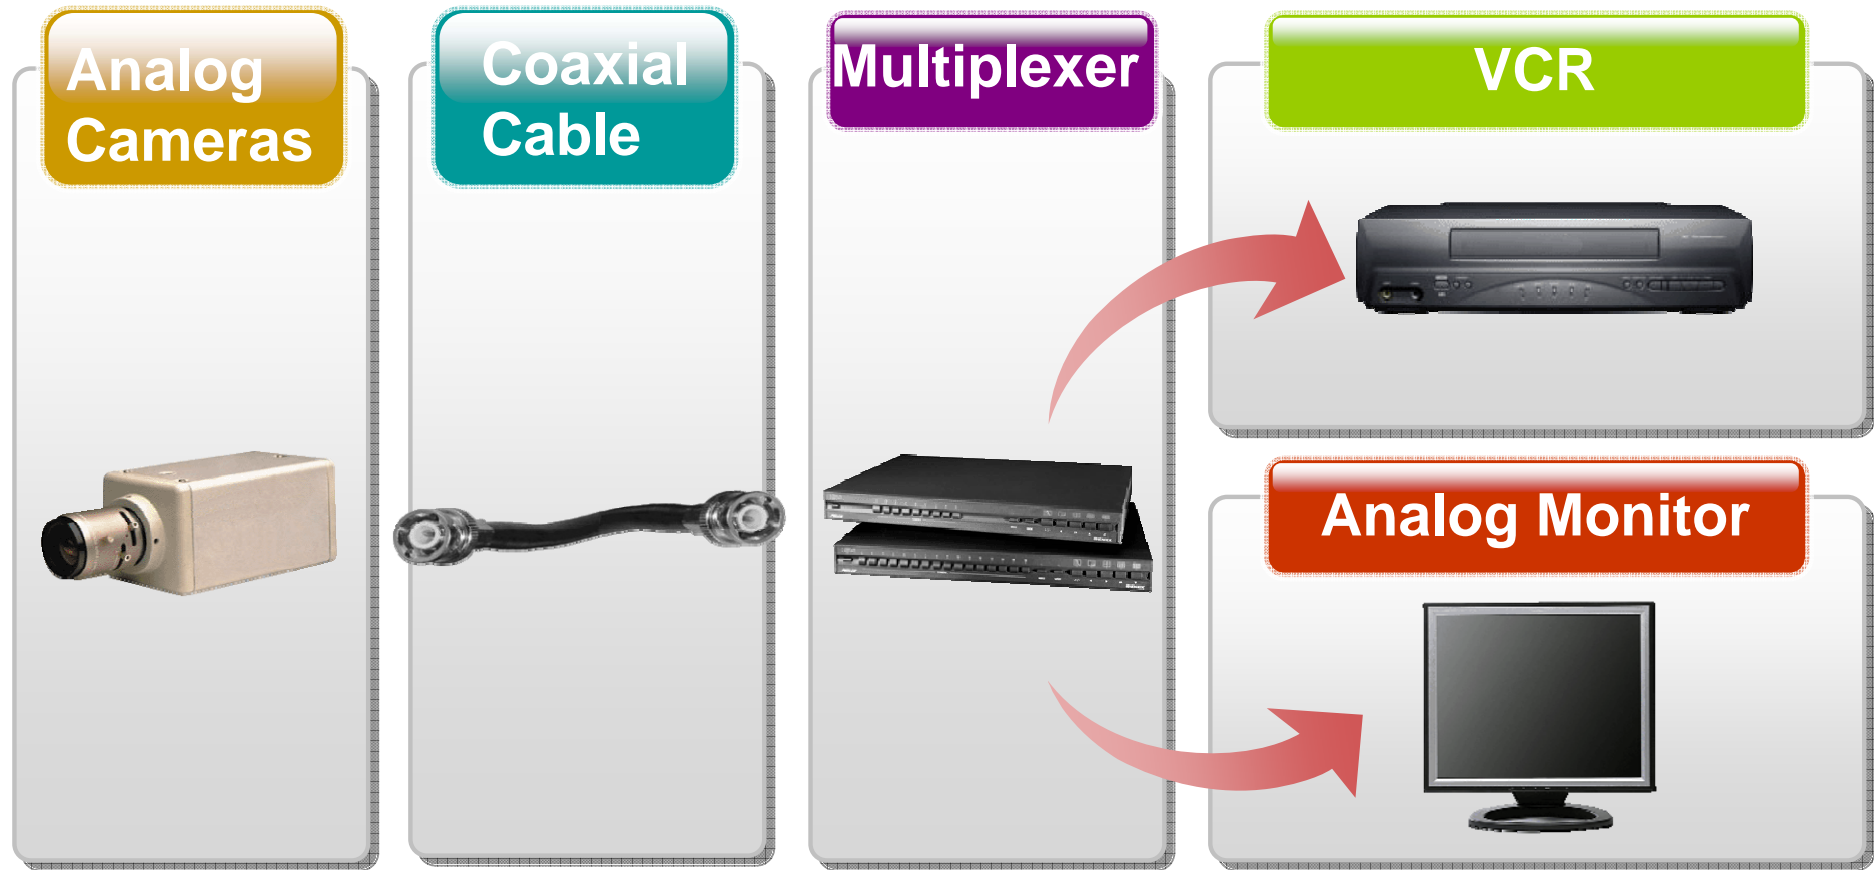 Analog
Cameras
Coaxial
Cable
Multiplexer
VCR
Analog Monitor